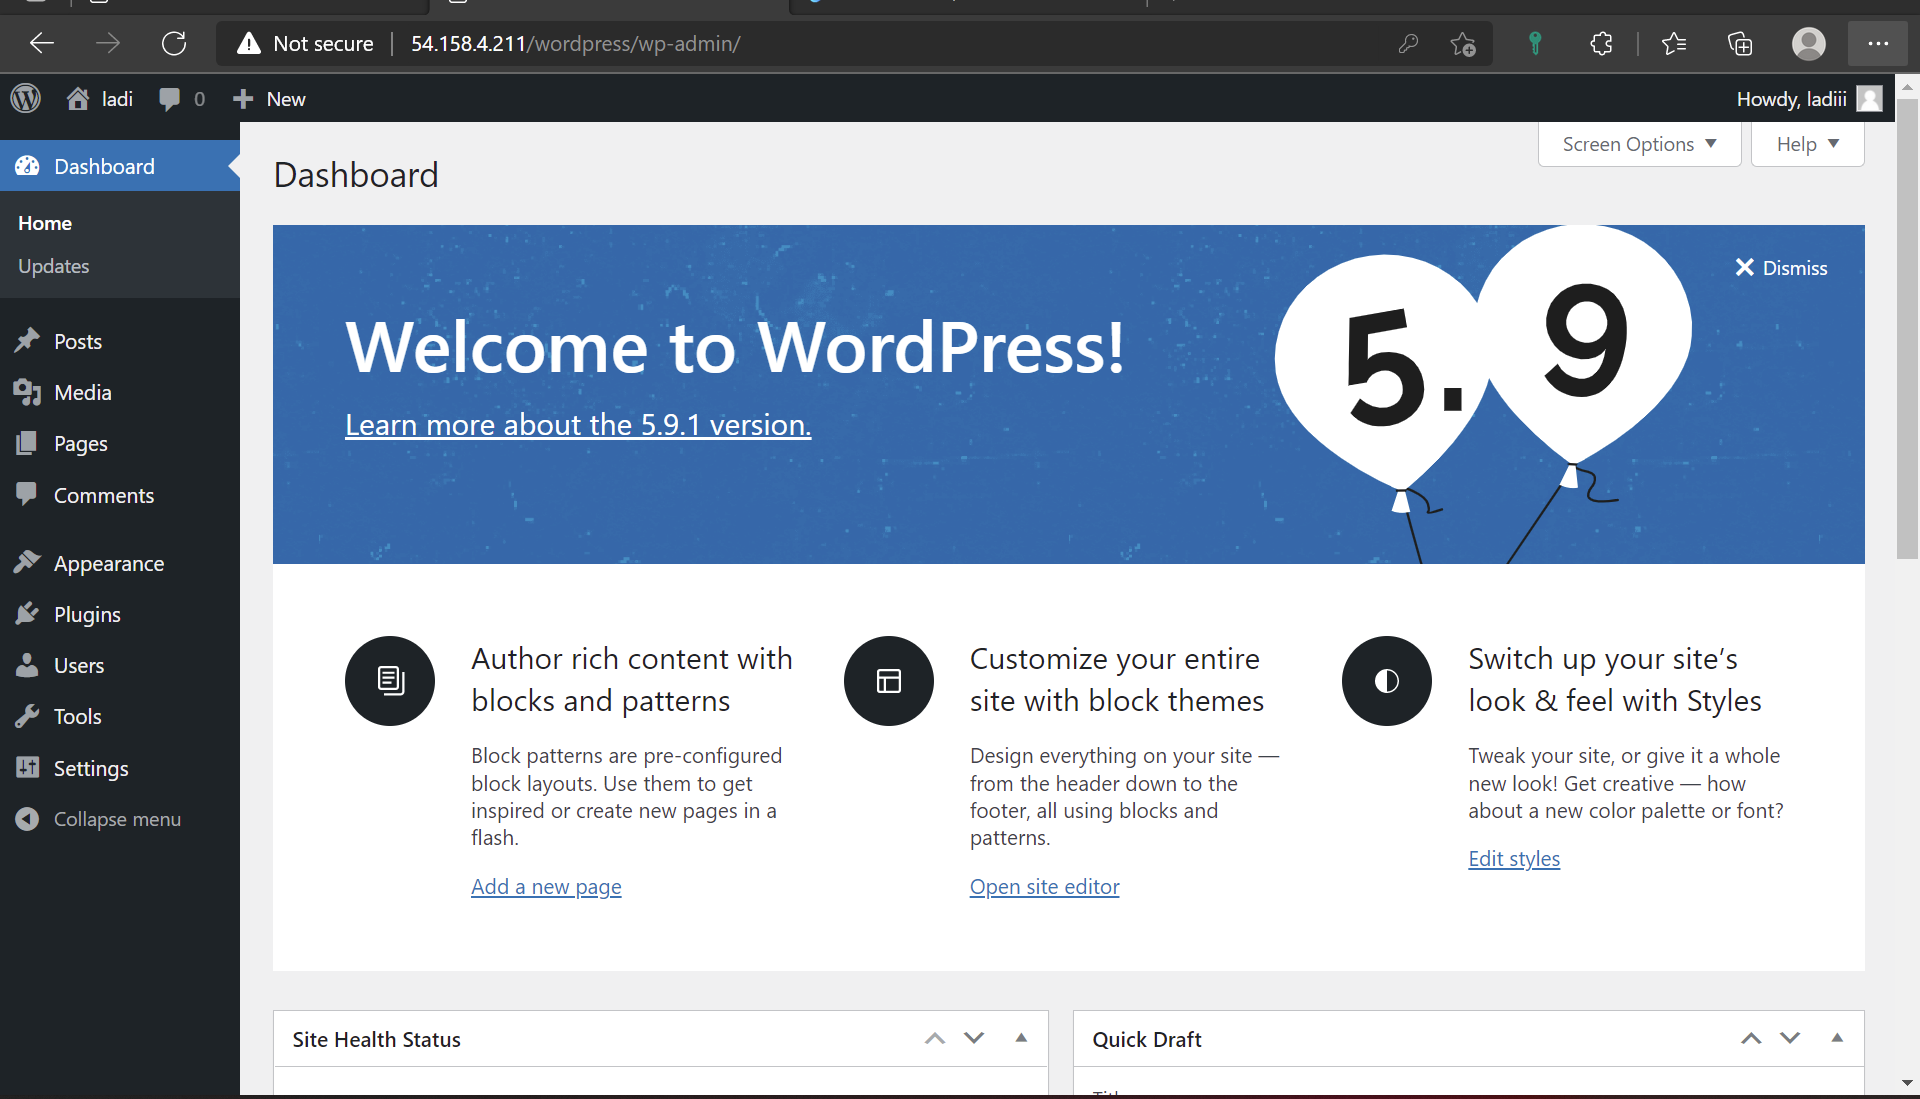 Not secure
54.158.4.211/wordpress/wp-admin/
ladi
0
New
Howdy, ladiii
Dashboard
Home
Updates
Posts
Media
Pages
Comments
Appearance
Plugins
Users
Tools
Settings
Collapse menu
Screen Options
Help
Dashboard
Dismiss
Welcome to WordPress!
Learn more about the 5.9.1 version.
5.9
Author rich content with
blocks and patterns
Block patterns are pre-configured
block layouts. Use them to get
inspired or create new pages in a
flash.
Add a new page
Customize your entire
site with block themes
Design everything on your site —
from the header down to the
footer, all using blocks and
patterns.
Open site editor
Switch up your site’s
look & feel with Styles
Tweak your site, or give it a whole
new look! Get creative — how
about a new color palette or font?
Edit styles
Site Health Status
Quick Draft